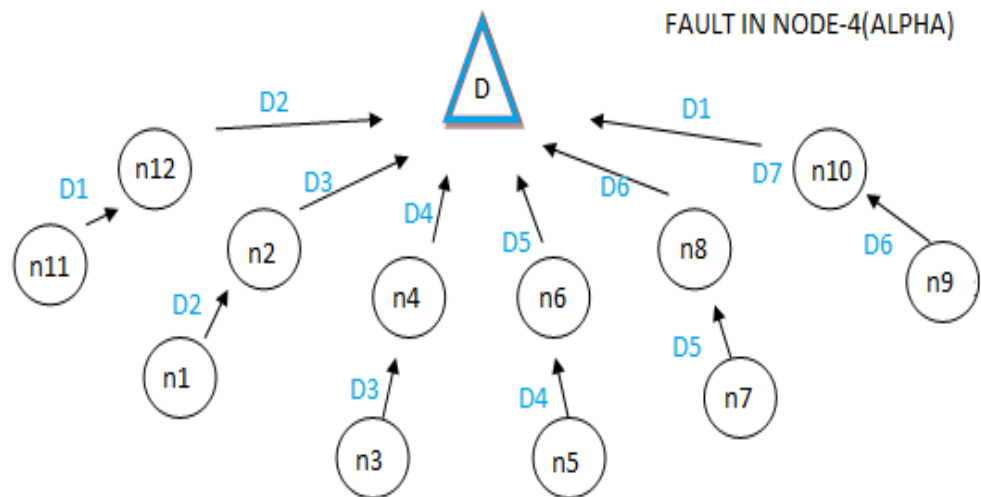 FAULT IN NODE-4(ALPHA)
D
D2
D1
n12
D1
D3
D7
n10
D6
n11
D4
n2
D5
n8
D6
n9
D2
n4
n6
D5
n1
D3
D4
n7
n3
n5